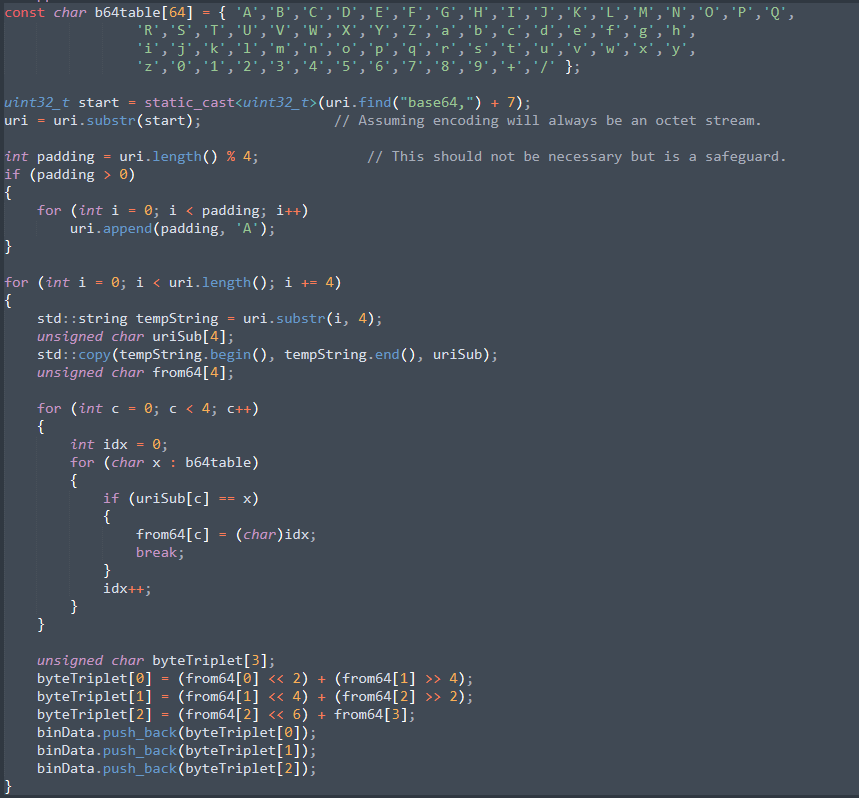 const char b64table[64] = { 'A','B','C','D','E','F','G','H','I','J','K','L','M','N','O','P','Q',
'R','S','T','U','V','W','X','Y','Z','a','b','c','d','e','f','g','h',
'i','j','k','l','m','n','o','p','q','r','s','t','u','v','w','x','y',
'z','0','1','2','3','4','5','6','7','8','9','+','/' };
uint32_t start = static_cast<uint32_t>(uri.find("base64,") + 7);
uri = uri.substr(start); // Assuming encoding will always be an octet stream.
int padding = uri.length() % 4; // This should not be necessary but is a safeguard.
if (padding > 0)
{
for (int i = 0; i < padding; i++)
uri.append(padding, 'A');
}
for (int i = 0; i < uri.length(); i += 4)
{
std::string tempString = uri.substr(i, 4);
unsigned char uriSub[4];
std::copy(tempString.begin(), tempString.end(), uriSub);
unsigned char from64[4];
for (int c = 0; c < 4; c++)
{
int idx = 0;
for (char x : b64table)
{
if (uriSub[c] == x)
{
from64[c] = (char)idx;
break;
}
idx++;
}
}
unsigned char byteTriplet[3];
byteTriplet[0] = (from64[0] << 2) + (from64[1] >> 4);
byteTriplet[1] = (from64[1] << 4) + (from64[2] >> 2);
byteTriplet[2] = (from64[2] << 6) + from64[3];
binData.push_back(byteTriplet[0]);
binData.push_back(byteTriplet[1]);
binData.push_back(byteTriplet[2]);
}